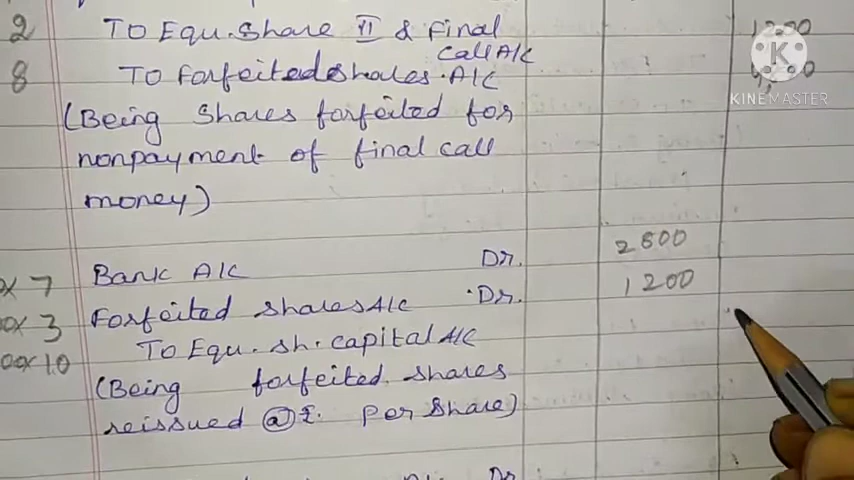 2 To Equ. Share II & Final 1200
Call A/c
8 To Forfeited shares A/c
KINEMASTER
(Being shares forfeited for
nonpayment of final call
money)
x 7 Bank A/c Dr. 2800
x 3 Forfeited shares A/c Dr. 1200
00x10 To Equ. sh. capital A/c
(Being forfeited shares
reissued @ ₹. per share)
Dr